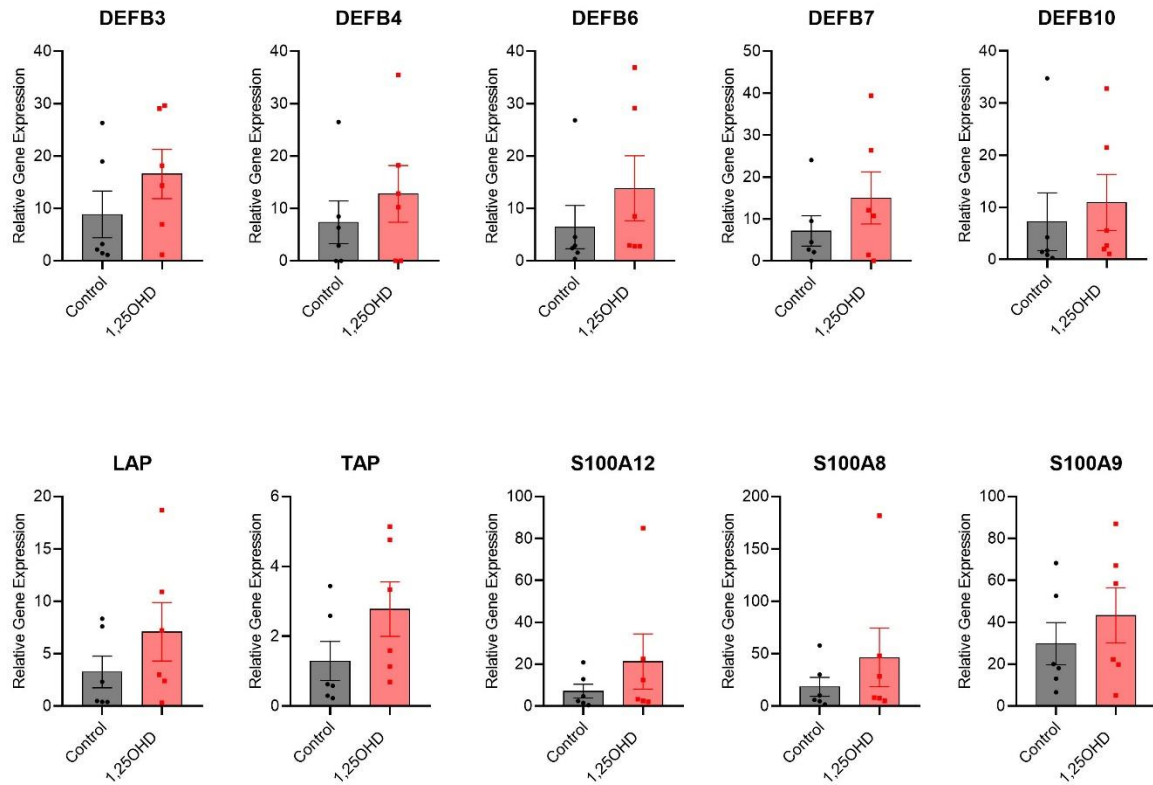 DEFB3
DEFB4
DEFB6
DEFB7
DEFB10
Relative Gene Expression
40
30
20
10
0
Control
1,25OHD
Relative Gene Expression
40
30
20
10
0
Control
1,25OHD
Relative Gene Expression
40
30
20
10
0
Control
1,25OHD
Relative Gene Expression
50
40
30
20
10
0
Control
1,25OHD
Relative Gene Expression
40
30
20
10
0
Control
1,25OHD
LAP
TAP
S100A12
S100A8
S100A9
Relative Gene Expression
20
15
10
5
0
Control
1,25OHD
Relative Gene Expression
6
4
2
0
Control
1,25OHD
Relative Gene Expression
100
80
60
40
20
0
Control
1,25OHD
Relative Gene Expression
200
150
100
50
0
Control
1,25OHD
Relative Gene Expression
100
80
60
40
20
0
Control
1,25OHD